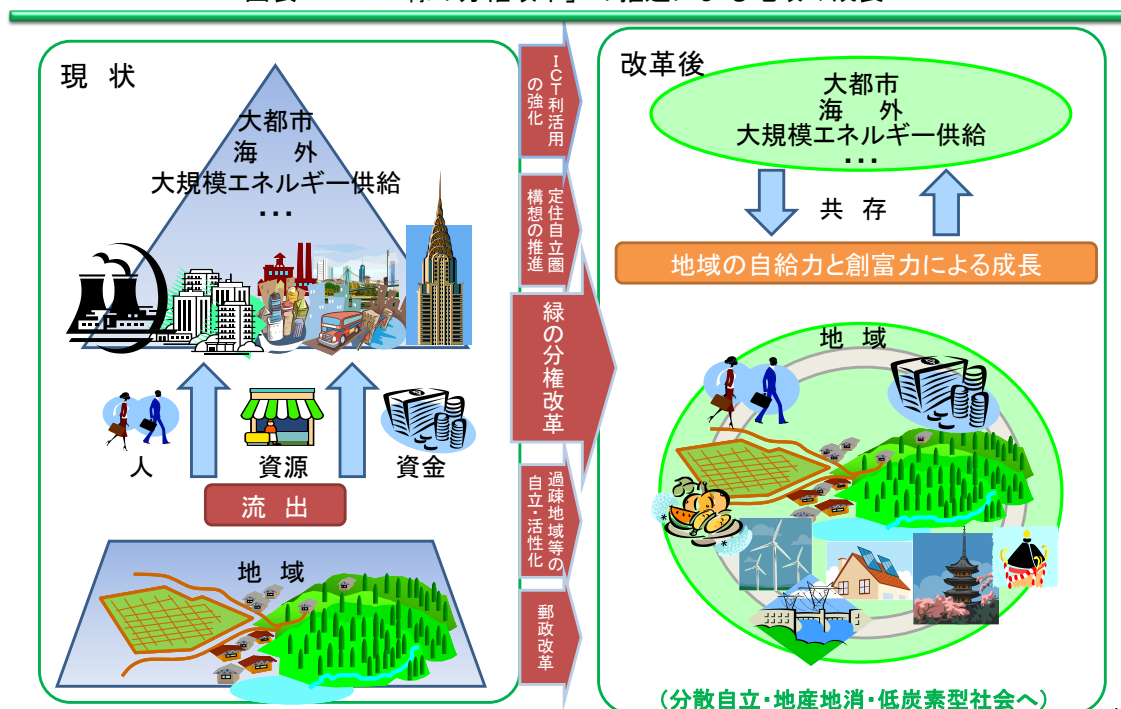 現 状
大都市
海 外
大規模エネルギー供給
・・・
人
資源
資金
流 出
地 域
ICT利活用
の強化
定住自立圏
構想の推進
緑の分権改革
過疎地域等の
自立・活性化
郵政改革
改革後
大都市
海 外
大規模エネルギー供給
・・・
共 存
地域の自給力と創富力による成長
地 域
(分散自立・地産地消・低炭素型社会へ)